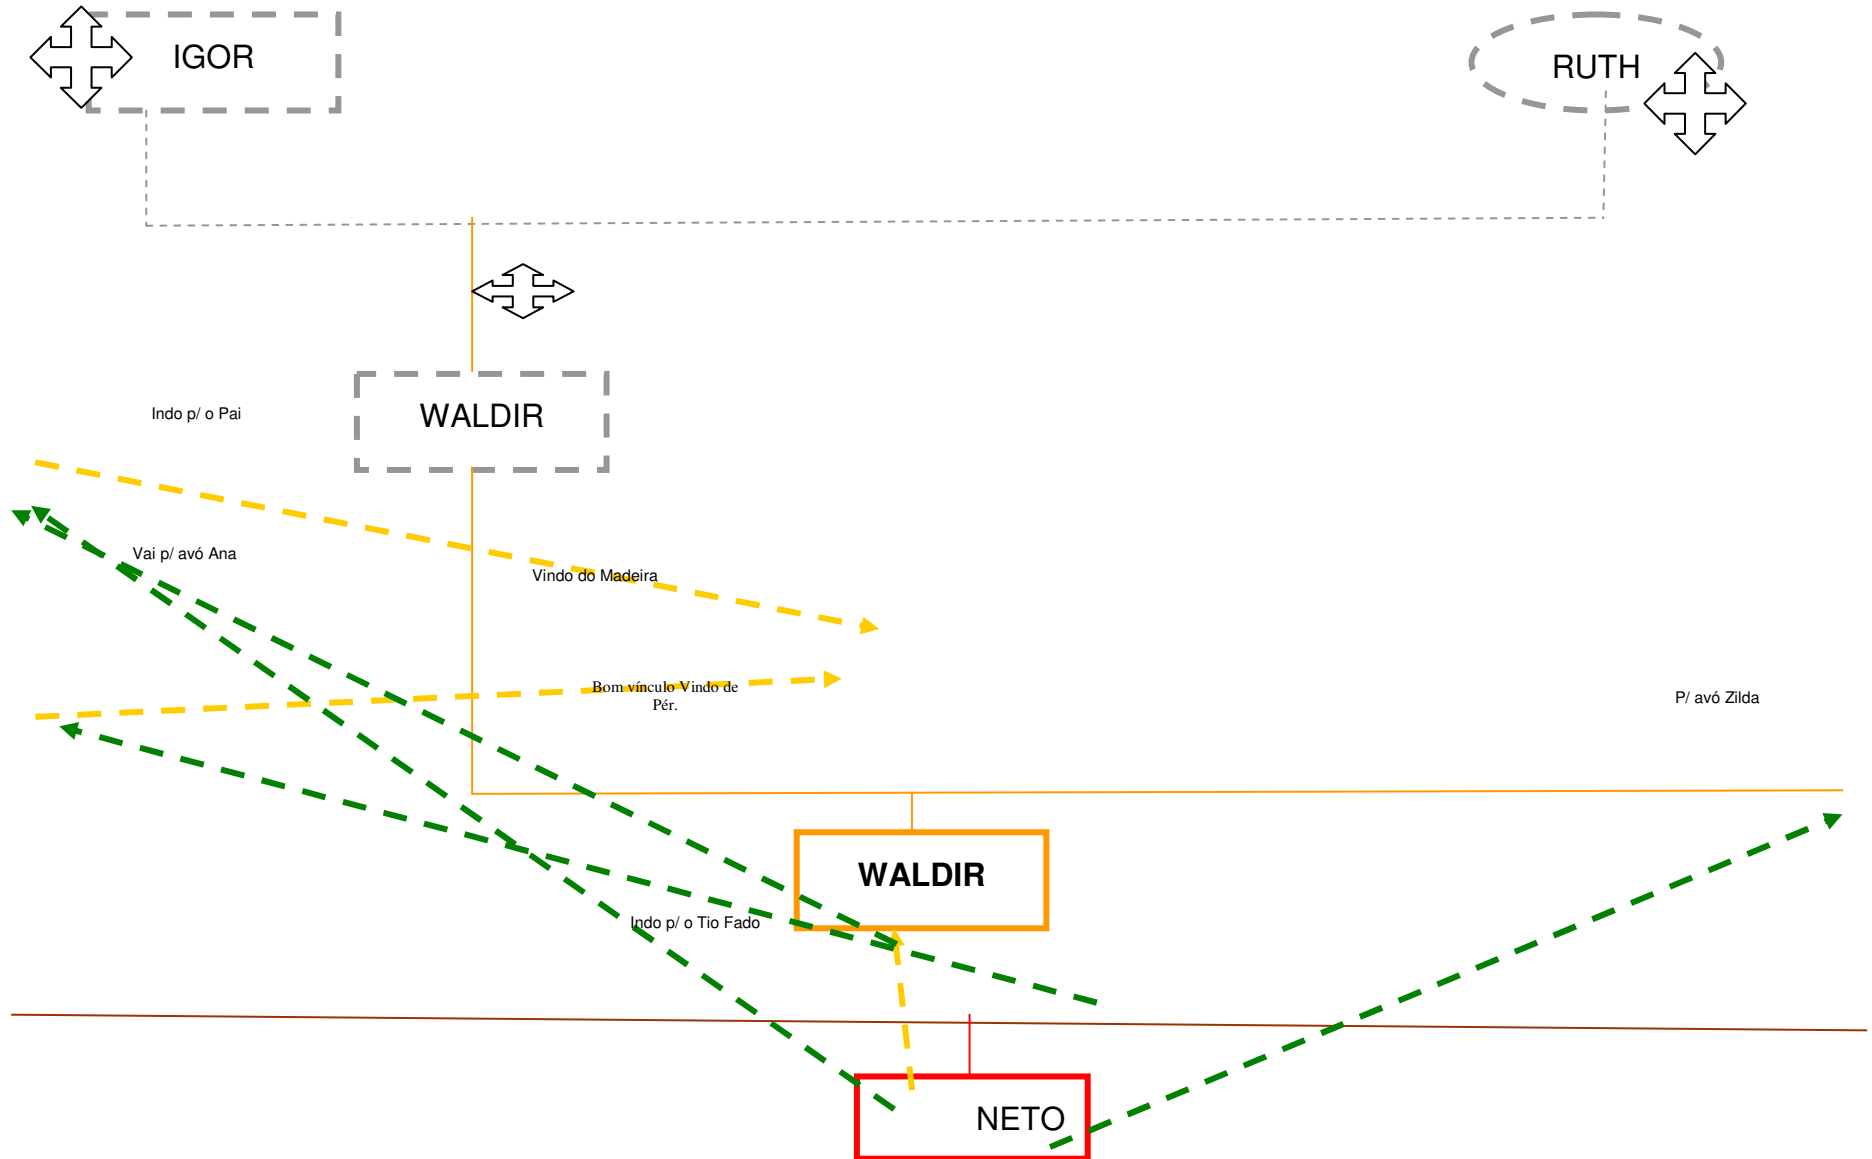 IGOR
RUTH
WALDIR
Indo p/ o Pai
Vai p/ avó Ana
Vindo do Madeira
Bom vínculo Vindo de
Pér.
P/ avó Zilda
WALDIR
Indo p/ o Tio Fado
NETO